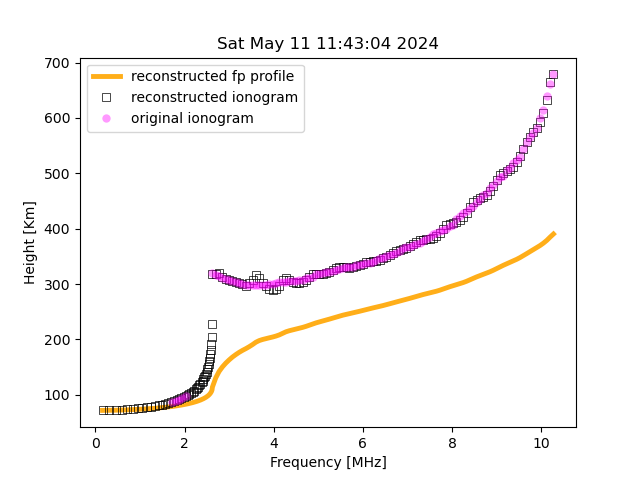 Sat May 11 11:43:04 2024
reconstructed fp profile
reconstructed ionogram
original ionogram
Height [Km]
700
600
500
400
300
200
100
0 2 4 6 8 10
Frequency [MHz]